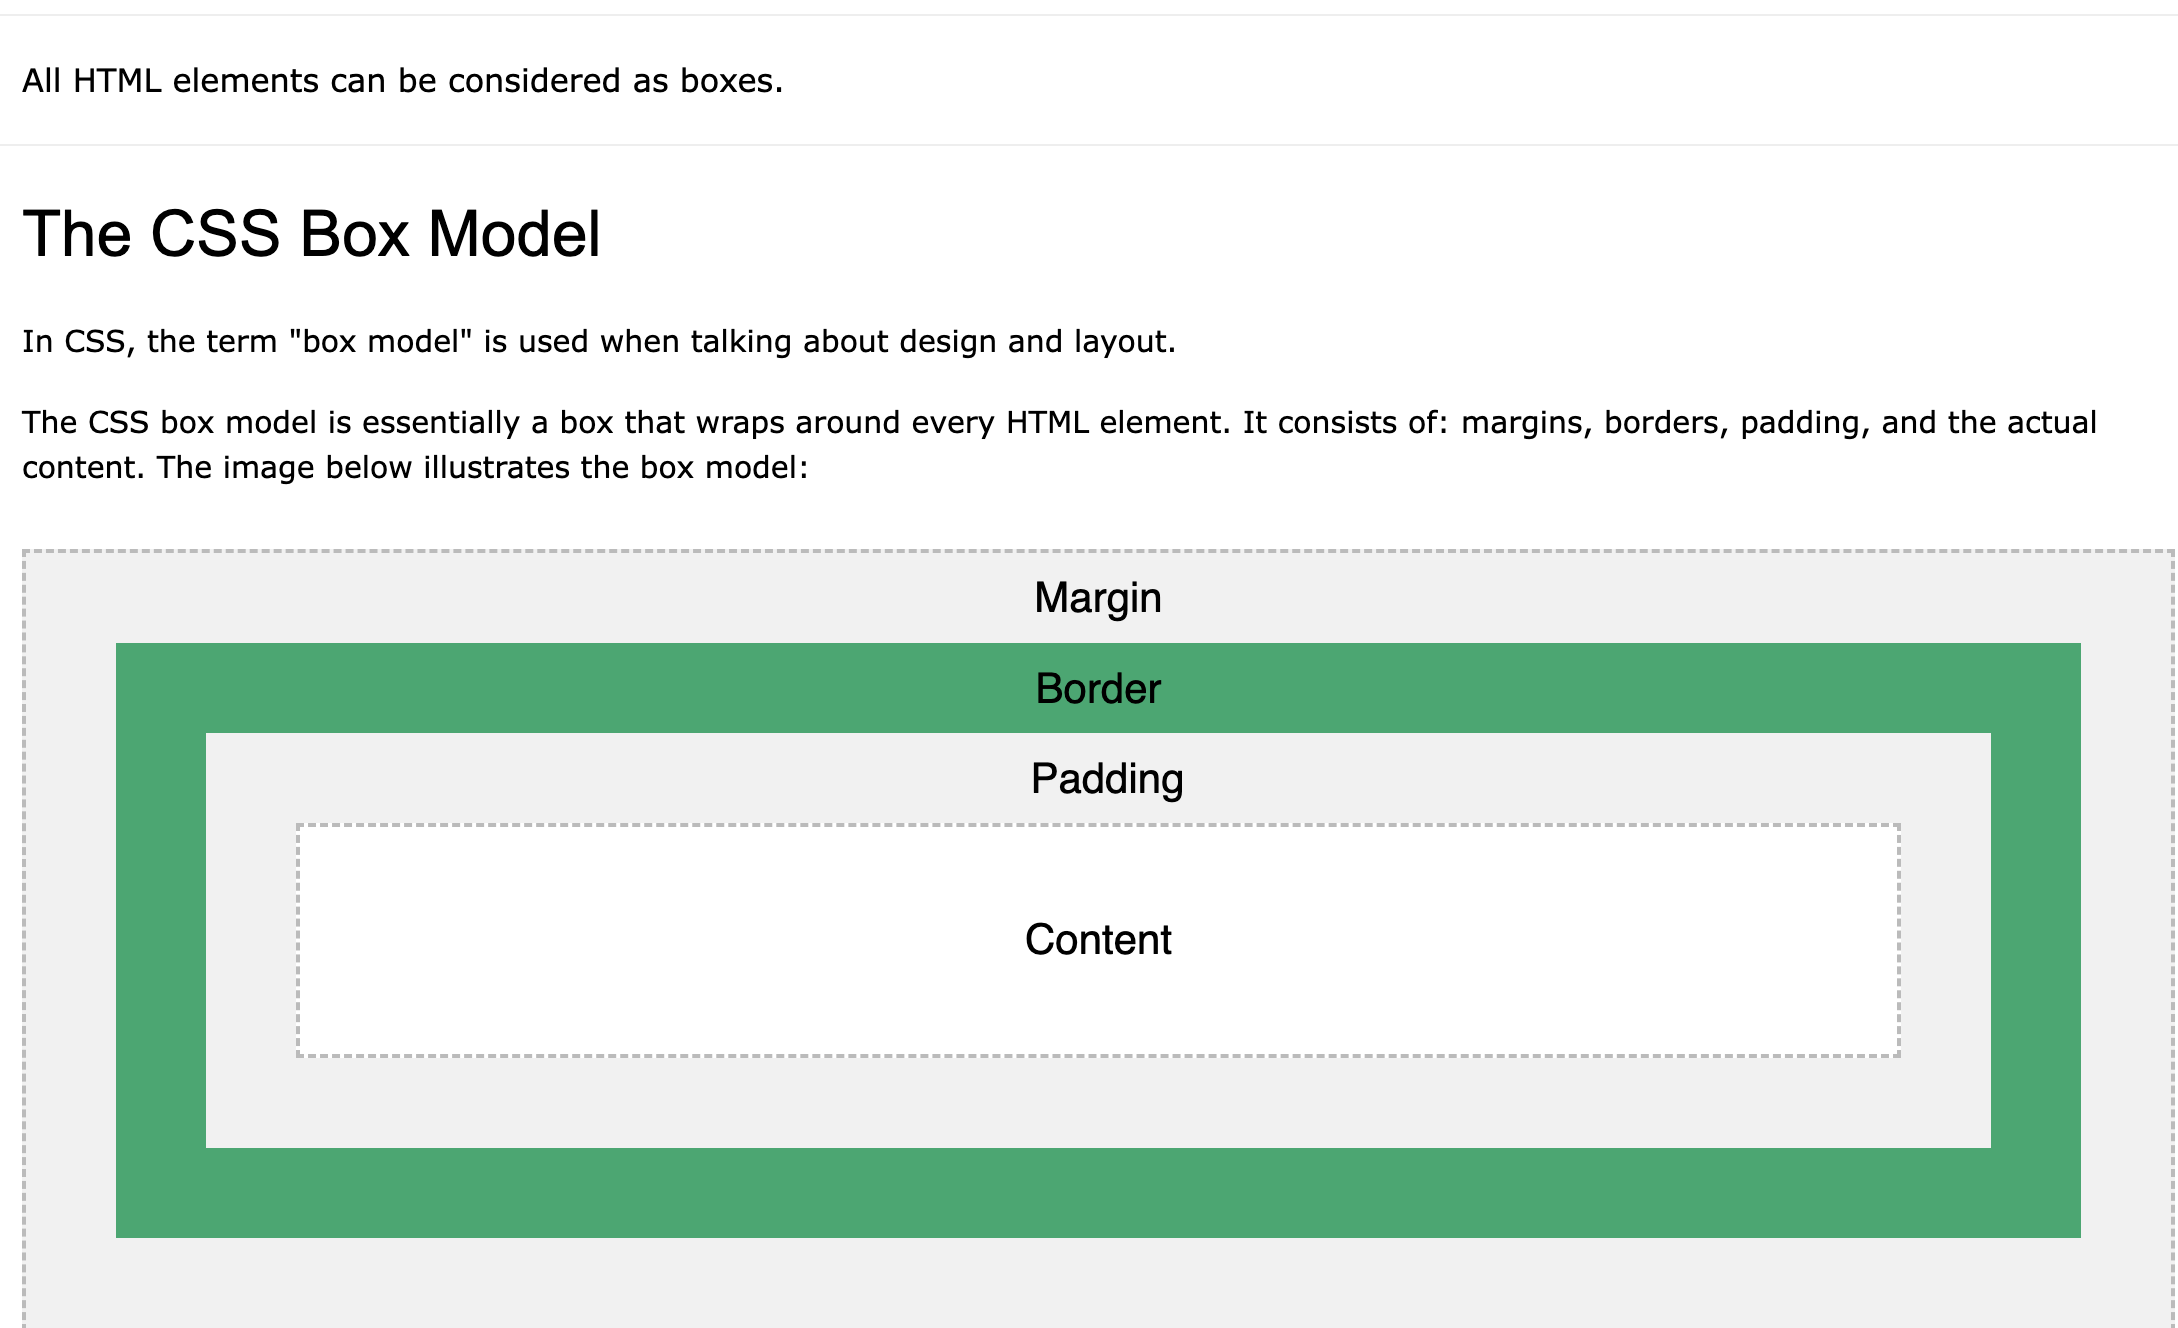 All HTML elements can be considered as boxes.
The CSS Box Model
In CSS, the term "box model" is used when talking about design and layout.
The CSS box model is essentially a box that wraps around every HTML element. It consists of: margins, borders, padding, and the actual
content. The image below illustrates the box model:
Margin
Border
Padding
Content